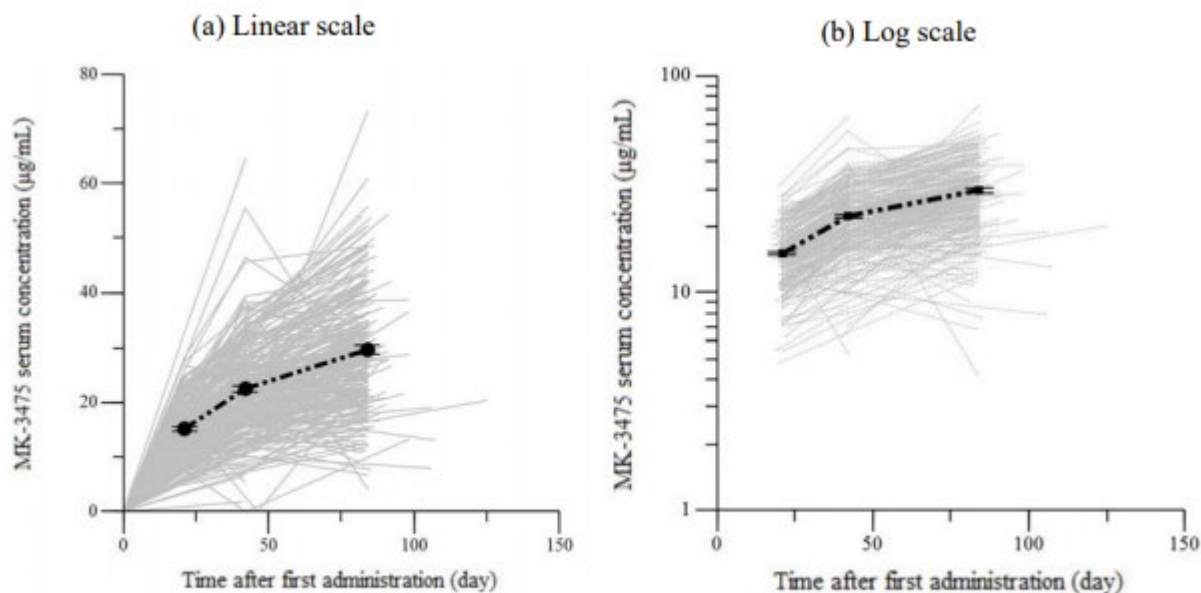 (a) Linear scale
(b) Log scale
MK-3475 serum concentration (µg/mL)
80
60
40
20
0
0
50
100
150
Time after first administration (day)
MK-3475 serum concentration (µg/mL)
100
10
1
0
50
100
150
Time after first administration (day)